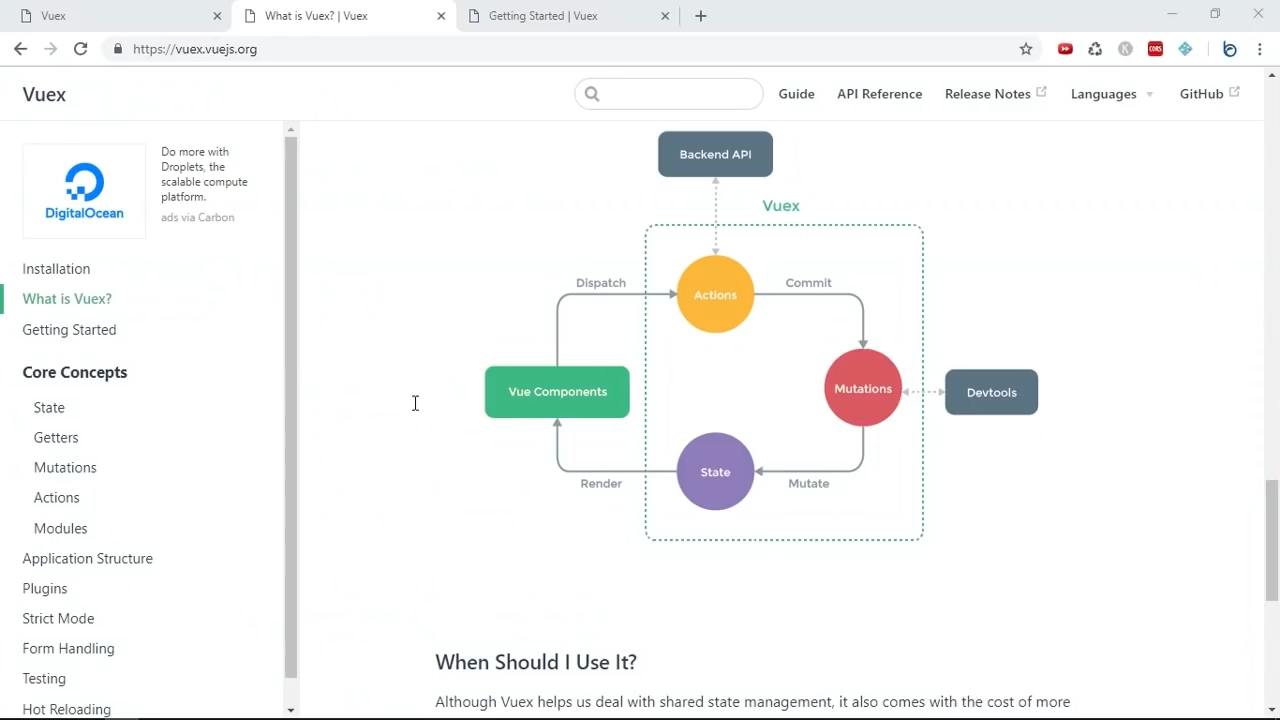 Vuex
What is Vuex? | Vuex
Getting Started | Vuex
https://vuex.vuejs.org
CORS
Vuex
Guide
API Reference
Release Notes
Languages
GitHub
DigitalOcean
Do more with
Droplets, the
scalable compute
platform.
ads via Carbon
Installation
What is Vuex?
Getting Started
Core Concepts
State
Getters
Mutations
Actions
Modules
Application Structure
Plugins
Strict Mode
Form Handling
Testing
Hot Reloading
Backend API
Vuex
Dispatch
Actions
Commit
Vue Components
Mutations
Devtools
State
Render
Mutate
When Should I Use It?
Although Vuex helps us deal with shared state management, it also comes with the cost of more